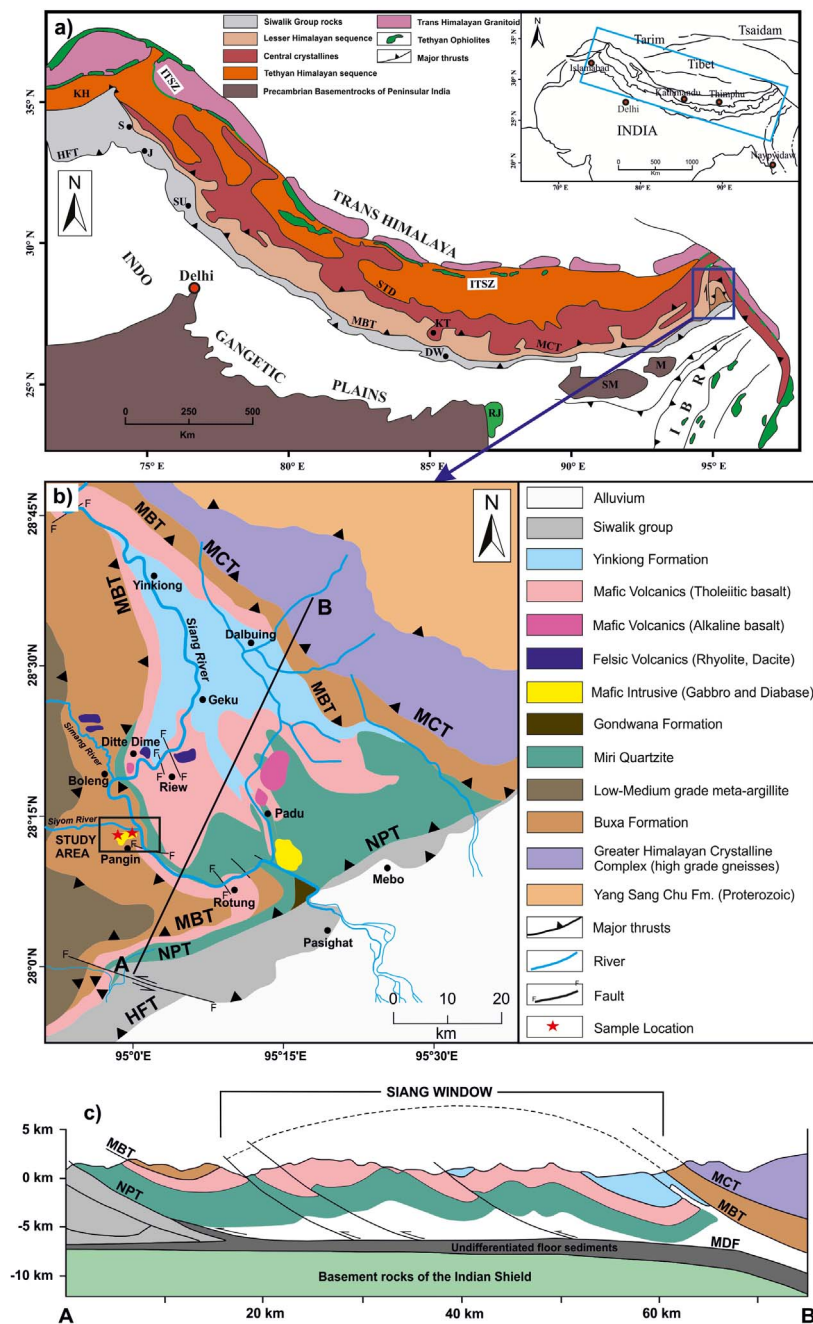 a)
Siwalik Group rocks
Lesser Himalayan sequence
Central crystallines
Tethyan Himalayan sequence
Precambrian Basementrocks of Peninsular India
Trans Himalayan Granitoid
Tethyan Ophiolites
Major thrusts
N
35° N
30° N
25° N
20° N
Tarim
Tsaidam
Tibet
Islamabad
Kathmandu
Thimphu
Delhi
INDIA
Naypyidaw
0 500 1000
km
70° E 80° E 90° E
35°N
30°N
25°N
ITSZ
KH
S
J
HFT
SU
N
TRANS HIMALAYA
INDO
GANGETIC
PLAINS
Delhi
STD
ITSZ
MBT
KT
MCT
DW
SM
M
I B R
RJ
0 250 500
Km
75° E 80° E 85° E 90° E 95° E
b)
28°45'N
28°30'N
28°15'N
28°0'N
F
F
MBT
MCT
N
Yinkiong
MBT
B
Siang River
Dalbuing
Geku
MBT
MCT
Simang River
Ditte Dime
F
F
F
Boleng
Riew
Siyom River
Padu
STUDY
AREA
F
F
Pangin
NPT
Mebo
F
F
Rotung
MBT
NPT
Pasighat
A
F
F
HFT
0 10 20
km
95°0'E 95°15'E 95°30'E
Alluvium
Siwalik group
Yinkiong Formation
Mafic Volcanics (Tholeiitic basalt)
Mafic Volcanics (Alkaline basalt)
Felsic Volcanics (Rhyolite, Dacite)
Mafic Intrusive (Gabbro and Diabase)
Gondwana Formation
Miri Quartzite
Low-Medium grade meta-argillite
Buxa Formation
Greater Himalayan Crystalline
Complex (high grade gneisses)
Yang Sang Chu Fm. (Proterozoic)
Major thrusts
River
F F
Fault
Sample Location
c)
SIANG WINDOW
5 km
0 km
-5 km
-10 km
MBT
NPT
MCT
MBT
MDF
Undifferentiated floor sediments
Basement rocks of the Indian Shield
A 20 km 40 km 60 km B